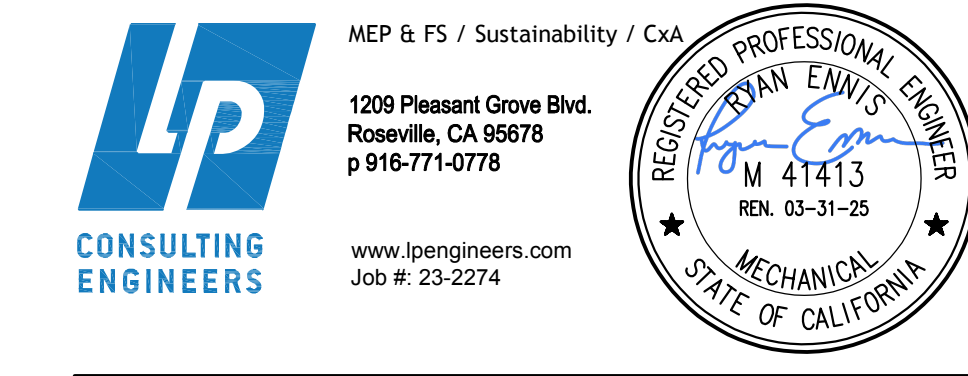 LP
CONSULTING
ENGINEERS
MEP & FS / Sustainability / CxA
1209 Pleasant Grove Blvd.
Roseville, CA 95678
p 916-771-0778
www.lpengineers.com
Job #: 23-2274
REGISTERED PROFESSIONAL ENGINEER
RYAN ENNIS
M 41413
REN. 03-31-25
MECHANICAL
STATE OF CALIFORNIA